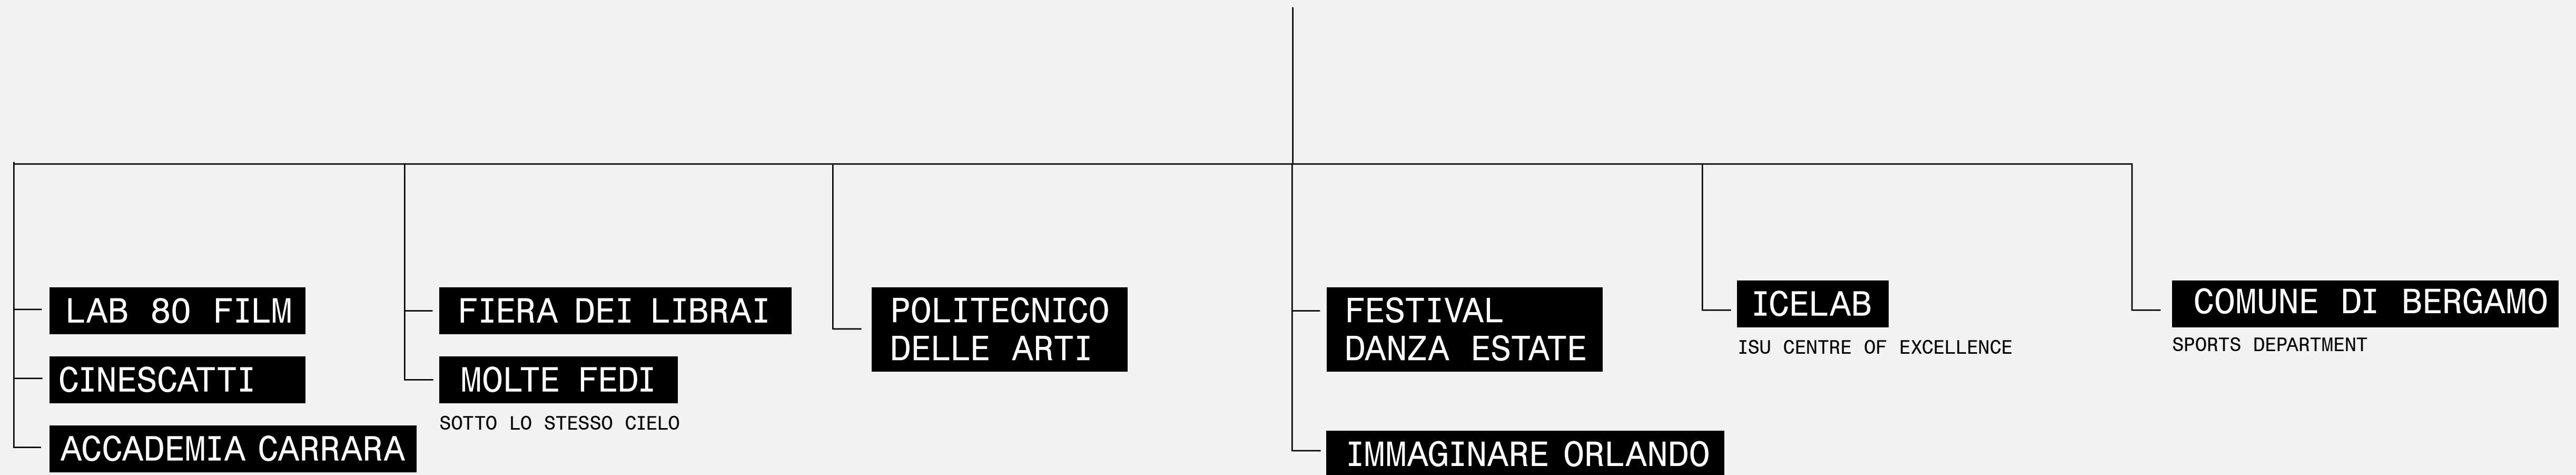 LAB 80 FILM
CINESCATTI
ACCADEMIA CARRARA
FIERA DEI LIBRAI
MOLTE FEDI
SOTTO LO STESSO CIELO
POLITECNICO
DELLE ARTI
FESTIVAL
DANZA ESTATE
IMMAGINARE ORLANDO
ICELAB
ISU CENTRE OF EXCELLENCE
COMUNE DI BERGAMO
SPORTS DEPARTMENT